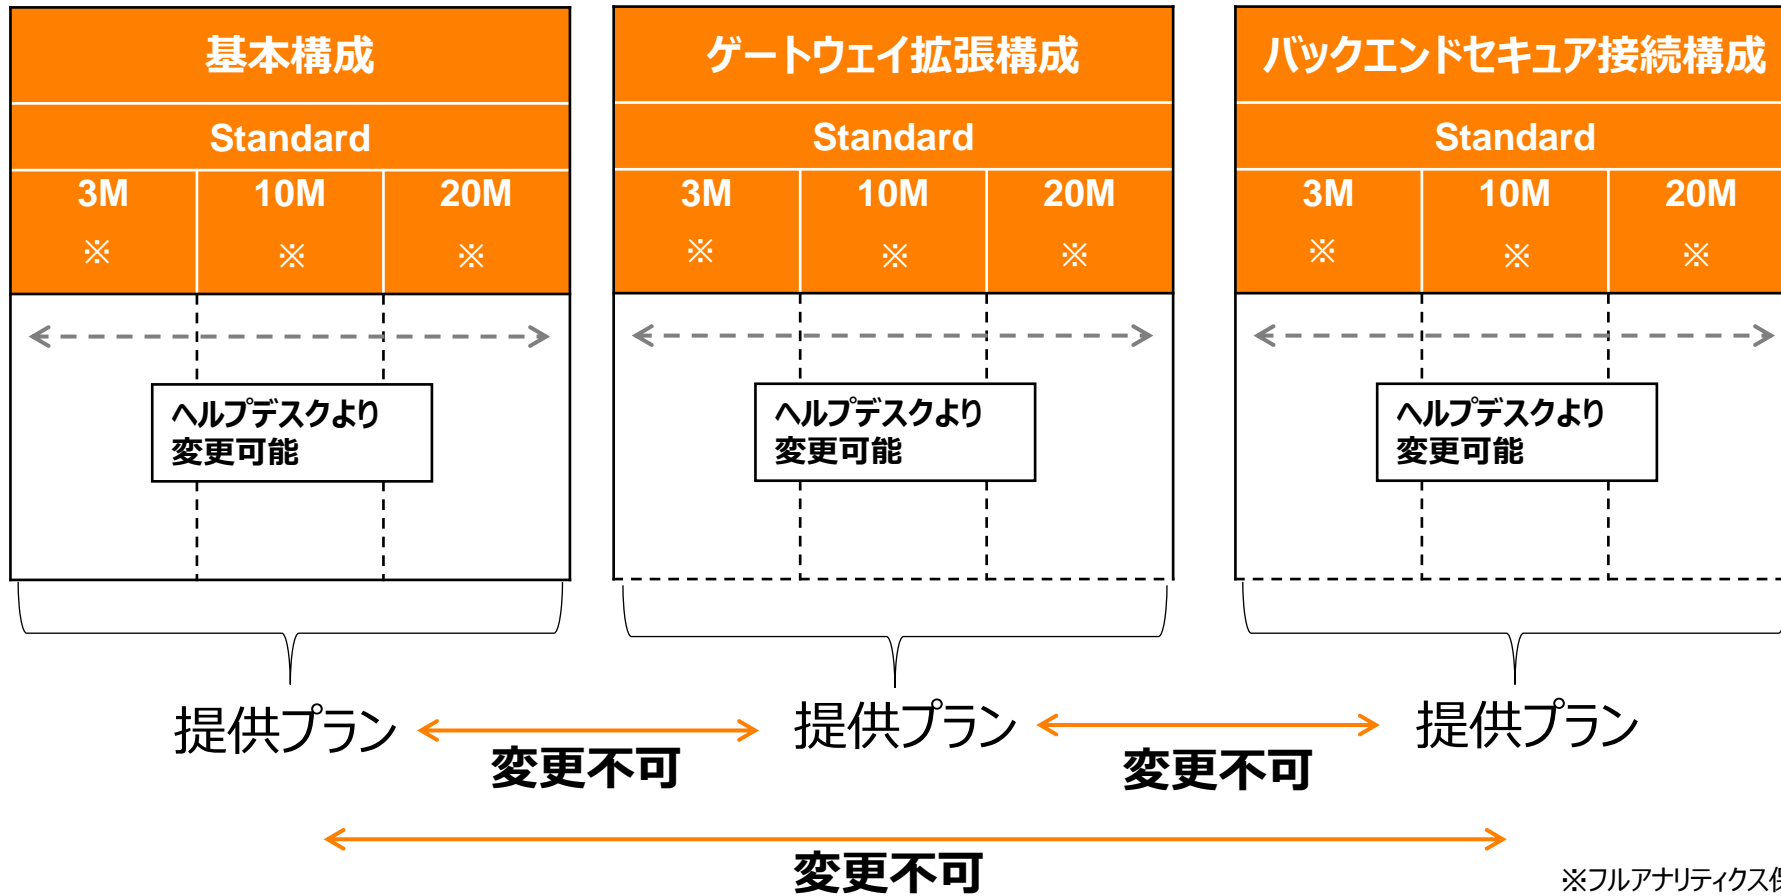 基本構成
Standard
3M 10M 20M
※ ※ ※
ヘルプデスクより
変更可能
ゲートウェイ拡張構成
Standard
3M 10M 20M
※ ※ ※
ヘルプデスクより
変更可能
バックエンドセキュア接続構成
Standard
3M 10M 20M
※ ※ ※
ヘルプデスクより
変更可能
提供プラン 提供プラン 提供プラン
変更不可 変更不可
変更不可
※フルアナリティクス